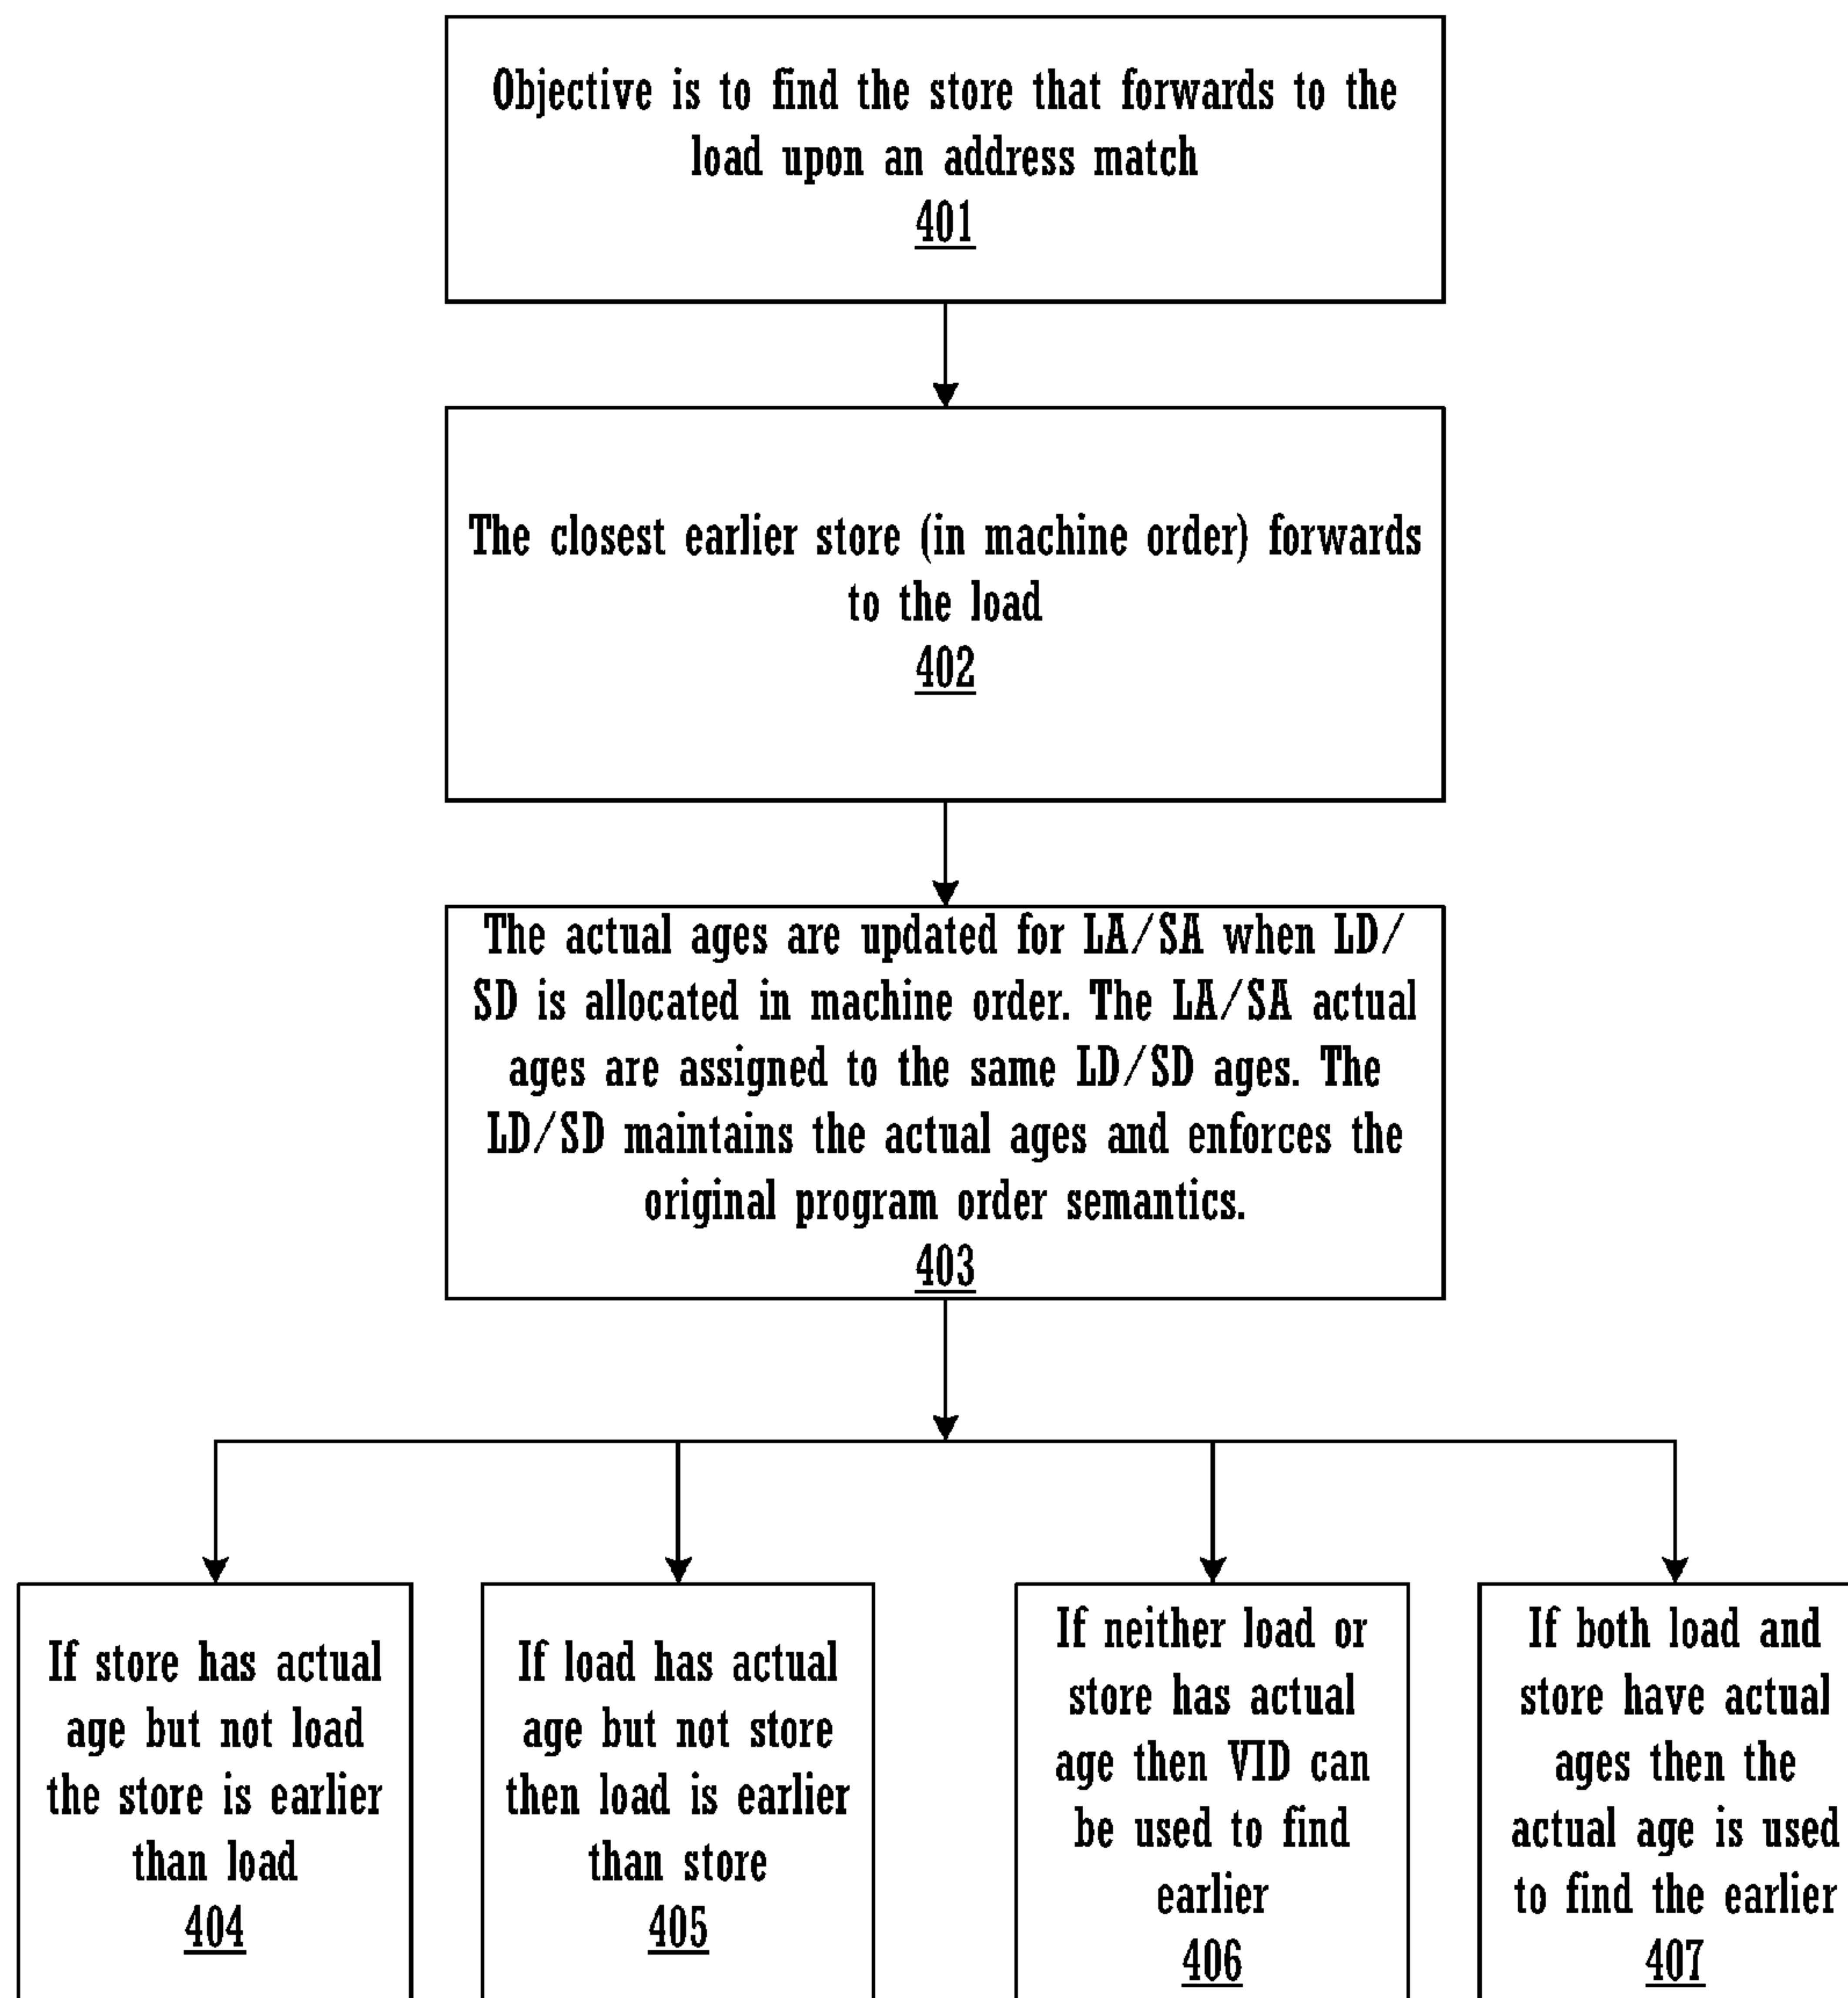 Objective is to find the store that forwards to the
load upon an address match
401
The closest earlier store (in machine order) forwards
to the load
402
The actual ages are updated for LA/SA when LD/
SD is allocated in machine order. The LA/SA actual
ages are assigned to the same LD/SD ages. The
LD/SD maintains the actual ages and enforces the
original program order semantics.
403
If store has actual
age but not load
the store is earlier
than load
404
If load has actual
age but not store
then load is earlier
than store
405
If neither load or
store has actual
age then VID can
be used to find
earlier
406
If both load and
store have actual
ages then the
actual age is used
to find the earlier
407